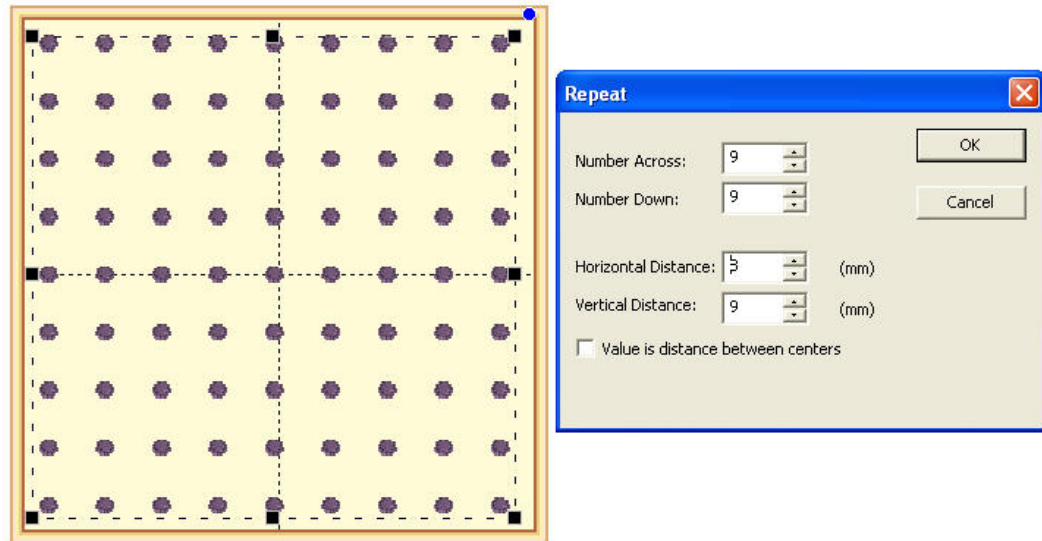 Repeat
OK
Number Across: 9
Number Down: 9
Cancel
Horizontal Distance: (mm)
Vertical Distance: 9 (mm)
Value is distance between centers